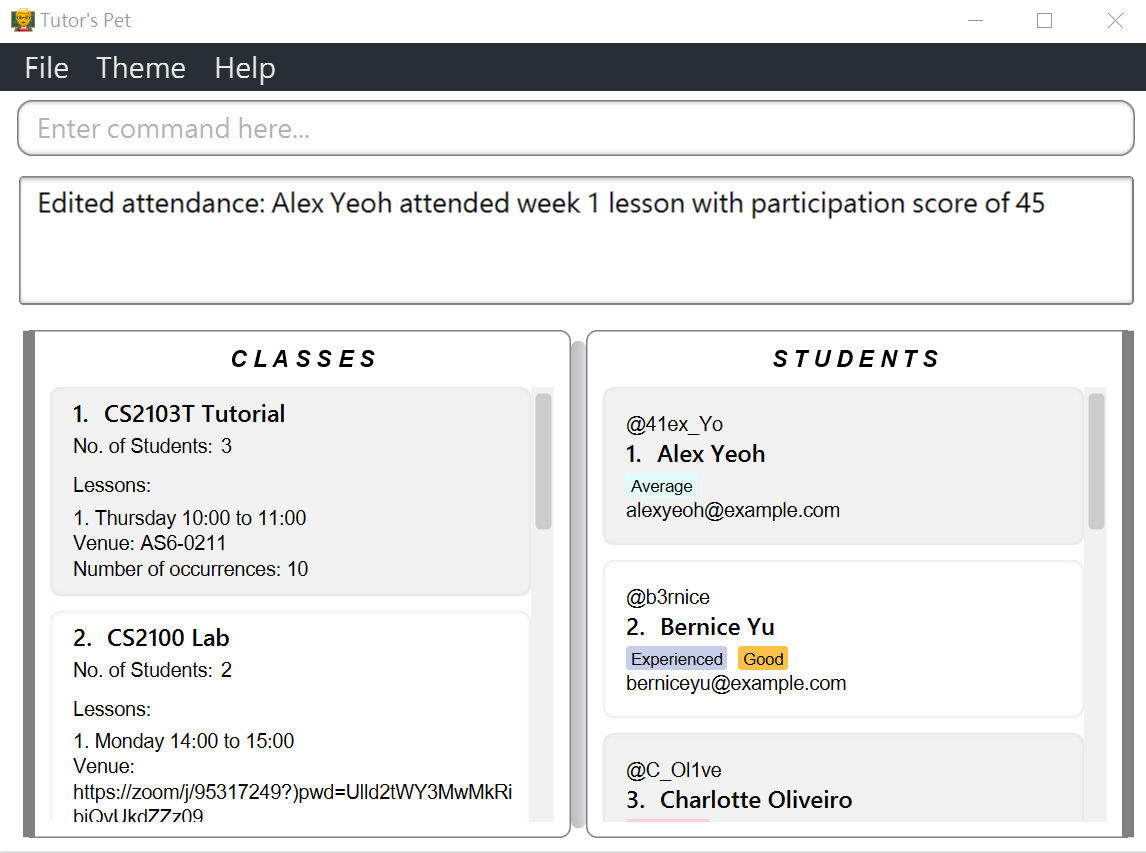 Tutor's Pet
File Theme Help
Enter command here...
Edited attendance: Alex Yeoh attended week 1 lesson with participation score of 45
CLASSES
1. CS2103T Tutorial
No. of Students: 3
Lessons:
1. Thursday 10:00 to 11:00
Venue: AS6-0211
Number of occurrences: 10
2. CS2100 Lab
No. of Students: 2
Lessons:
1. Monday 14:00 to 15:00
Venue:
https://zoom/j/95317249?)pwd=Ulld2tWY3MwMkRi
STUDENTS
@41ex_Yo
1. Alex Yeoh
Average
alexyeoh@example.com
@b3rnice
2. Bernice Yu
Experienced Good
berniceyu@example.com
@C_Ol1ve
3. Charlotte Oliveiro